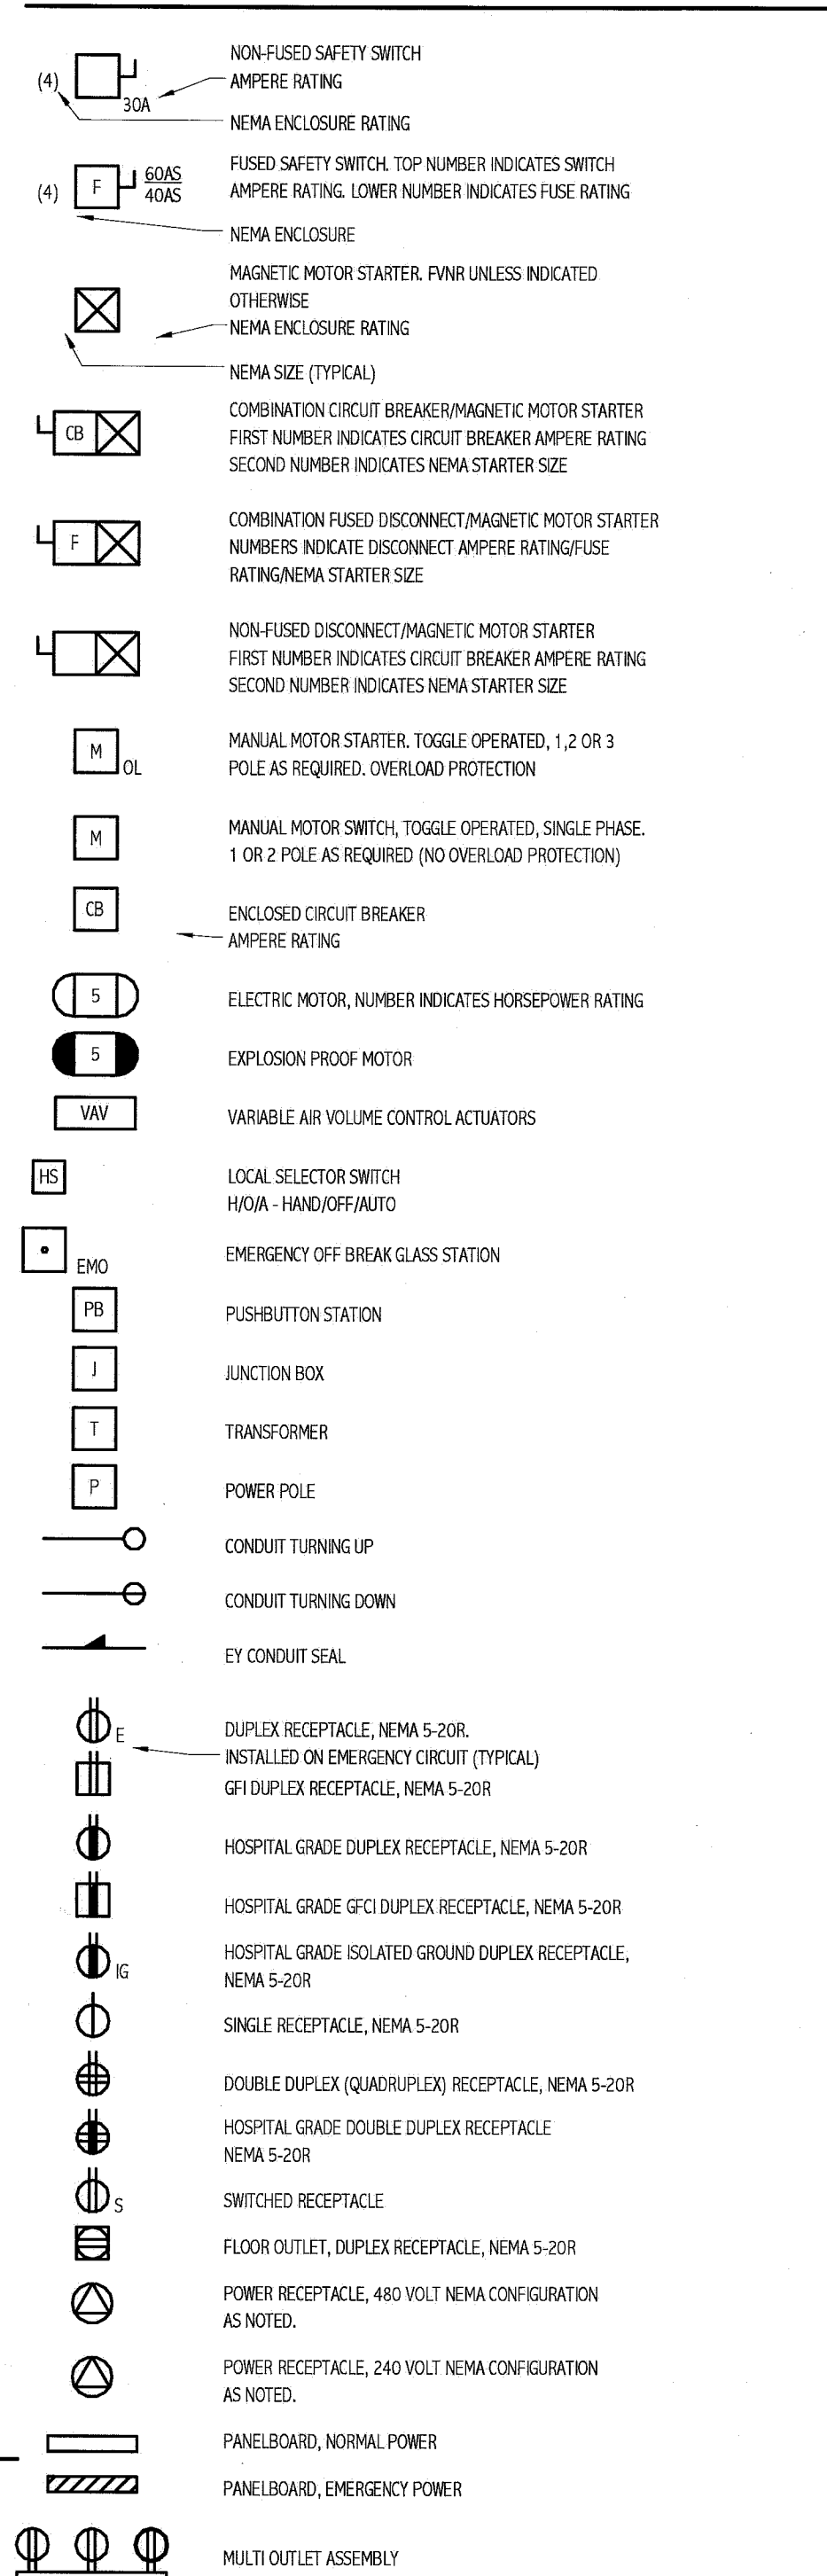 NON-FUSED SAFETY SWITCH
(4)
AMPERE RATING
30A
NEMA ENCLOSURE RATING
FUSED SAFETY SWITCH. TOP NUMBER INDICATES SWITCH
60AS
F
(4)
40AS
AMPERE RATING. LOWER NUMBER INDICATES FUSE RATING
NEMA ENCLOSURE
MAGNETIC MOTOR STARTER. FVNR UNLESS INDICATED
OTHERWISE
NEMA ENCLOSURE RATING
NEMA SIZE (TYPICAL)
COMBINATION CIRCUIT BREAKER/MAGNETIC MOTOR STARTER
CB
FIRST NUMBER INDICATES CIRCUIT BREAKER AMPERE RATING
SECOND NUMBER INDICATES NEMA STARTER SIZE
COMBINATION FUSED DISCONNECT/MAGNETIC MOTOR STARTER
F
NUMBERS INDICATE DISCONNECT AMPERE RATING/FUSE
RATING/NEMA STARTER SIZE
NON-FUSED DISCONNECT/MAGNETIC MOTOR STARTER
FIRST NUMBER INDICATES CIRCUIT BREAKER AMPERE RATING
SECOND NUMBER INDICATES NEMA STARTER SIZE
M
OL
MANUAL MOTOR STARTER. TOGGLE OPERATED, 1,2 OR 3
POLE AS REQUIRED. OVERLOAD PROTECTION
M
MANUAL MOTOR SWITCH, TOGGLE OPERATED, SINGLE PHASE.
1 OR 2 POLE AS REQUIRED (NO OVERLOAD PROTECTION)
CB
ENCLOSED CIRCUIT BREAKER
AMPERE RATING
5
ELECTRIC MOTOR, NUMBER INDICATES HORSEPOWER RATING
5
EXPLOSION PROOF MOTOR
VAV
VARIABLE AIR VOLUME CONTROL ACTUATORS
HS
LOCAL SELECTOR SWITCH
H/O/A - HAND/OFF/AUTO
EMO
EMERGENCY OFF BREAK GLASS STATION
PB
PUSHBUTTON STATION
J
JUNCTION BOX
T
TRANSFORMER
P
POWER POLE
CONDUIT TURNING UP
CONDUIT TURNING DOWN
EY CONDUIT SEAL
E
DUPLEX RECEPTACLE, NEMA 5-20R.
INSTALLED ON EMERGENCY CIRCUIT (TYPICAL)
GFI DUPLEX RECEPTACLE, NEMA 5-20R
HOSPITAL GRADE DUPLEX RECEPTACLE, NEMA 5-20R
HOSPITAL GRADE GFCI DUPLEX RECEPTACLE, NEMA 5-20R
IG
HOSPITAL GRADE ISOLATED GROUND DUPLEX RECEPTACLE,
NEMA 5-20R
SINGLE RECEPTACLE, NEMA 5-20R
DOUBLE DUPLEX (QUADRUPLEX) RECEPTACLE, NEMA 5-20R
HOSPITAL GRADE DOUBLE DUPLEX RECEPTACLE
NEMA 5-20R
S
SWITCHED RECEPTACLE
FLOOR OUTLET, DUPLEX RECEPTACLE, NEMA 5-20R
POWER RECEPTACLE, 480 VOLT NEMA CONFIGURATION
AS NOTED.
POWER RECEPTACLE, 240 VOLT NEMA CONFIGURATION
AS NOTED.
PANELBOARD, NORMAL POWER
PANELBOARD, EMERGENCY POWER
MULTI OUTLET ASSEMBLY